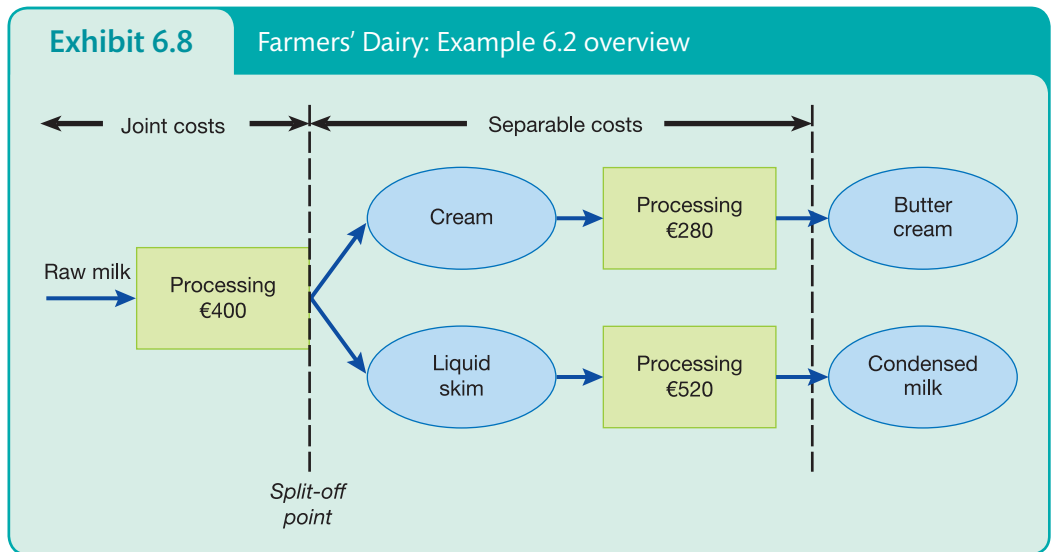 Exhibit 6.8
Farmers’ Dairy: Example 6.2 overview
Joint costs
Separable costs
Raw milk
Processing
€400
Cream
Processing
€280
Butter
cream
Liquid
skim
Processing
€520
Condensed
milk
Split-off
point